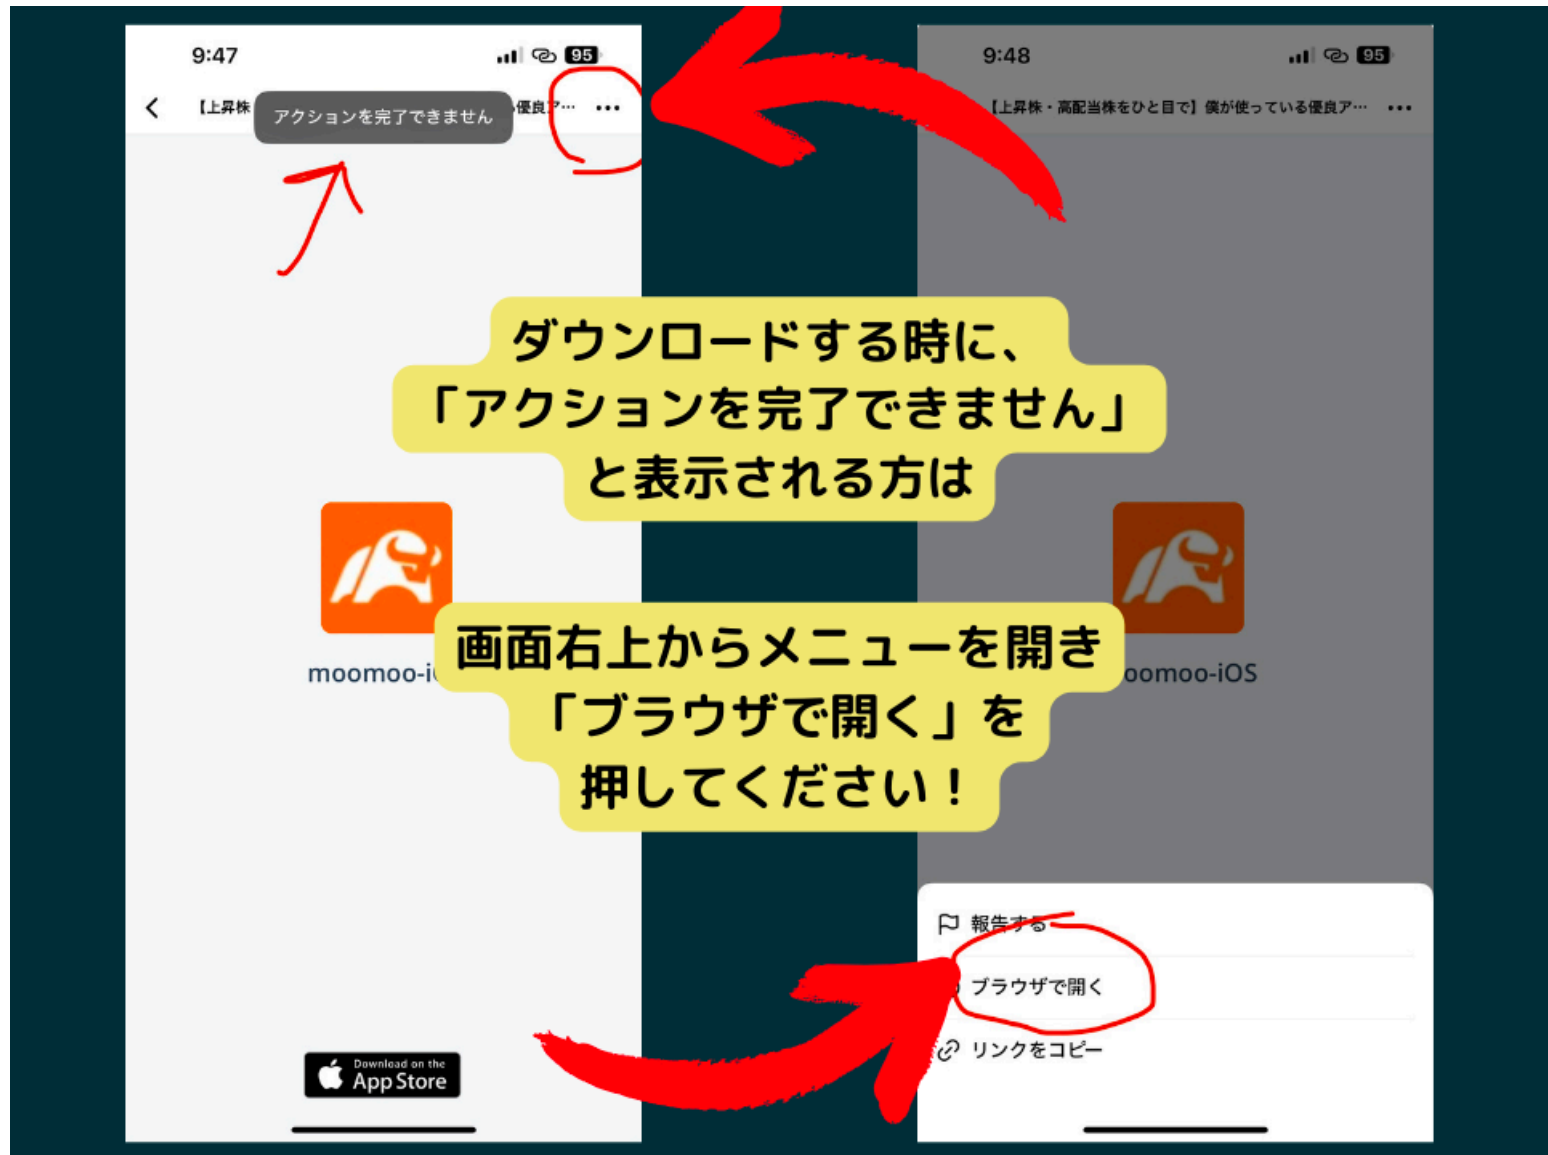 9:47
95
【上昇株
優良ア…
アクションを完了できません
9:48
95
【上昇株・高配当株をひと目で】僕が使っている優良ア…
ダウンロードする時に、
「アクションを完了できません」
と表示される方は
画面右上からメニューを開き
「ブラウザで開く」を
押してください！
moomoo-i
oomoo-iOS
報告する
ブラウザで開く
リンクをコピー
Download on the
App Store